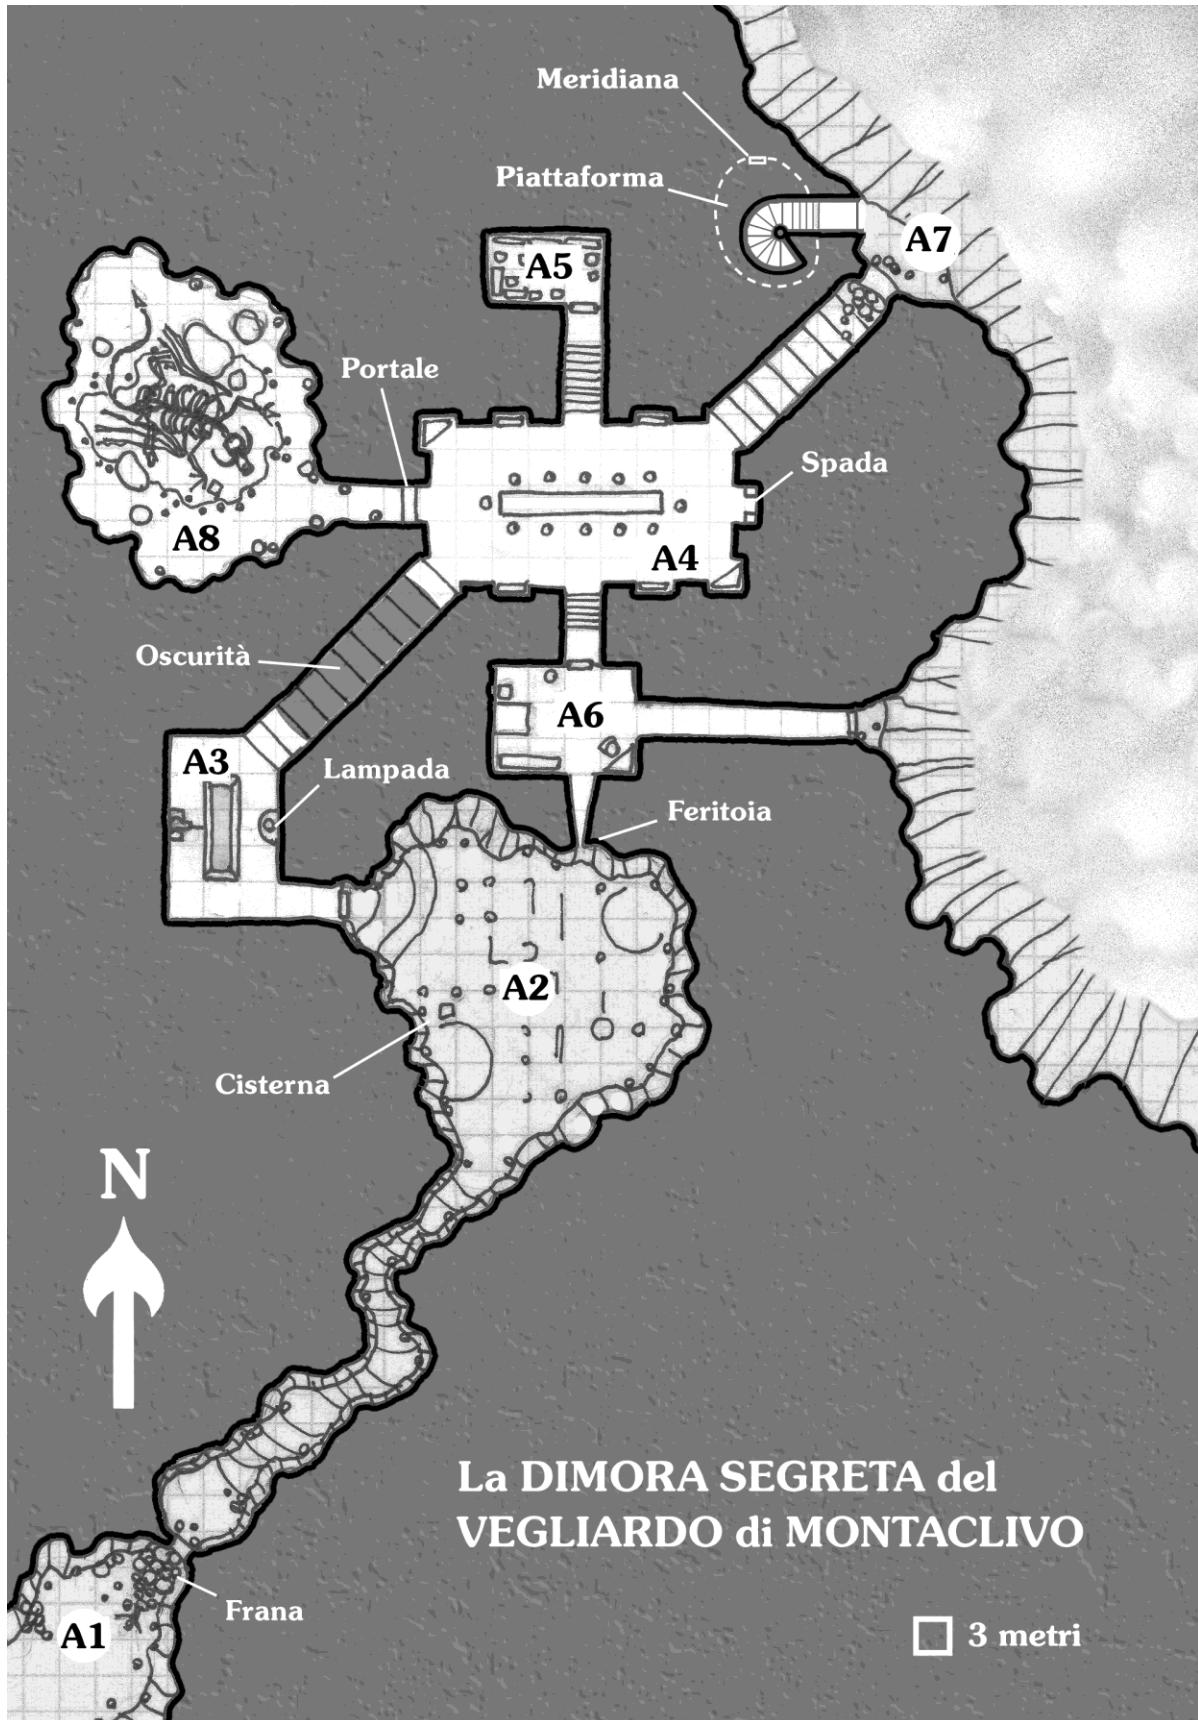 Meridiana
Piattaforma
A7
A5
Portale
Spada
A8
A4
Oscurità
A6
A3
Lampada
Feritoia
A2
Cisterna
N
La DIMORA SEGRETA del
VEGLIARDO di MONTACLIVO
Frana
A1
3 metri